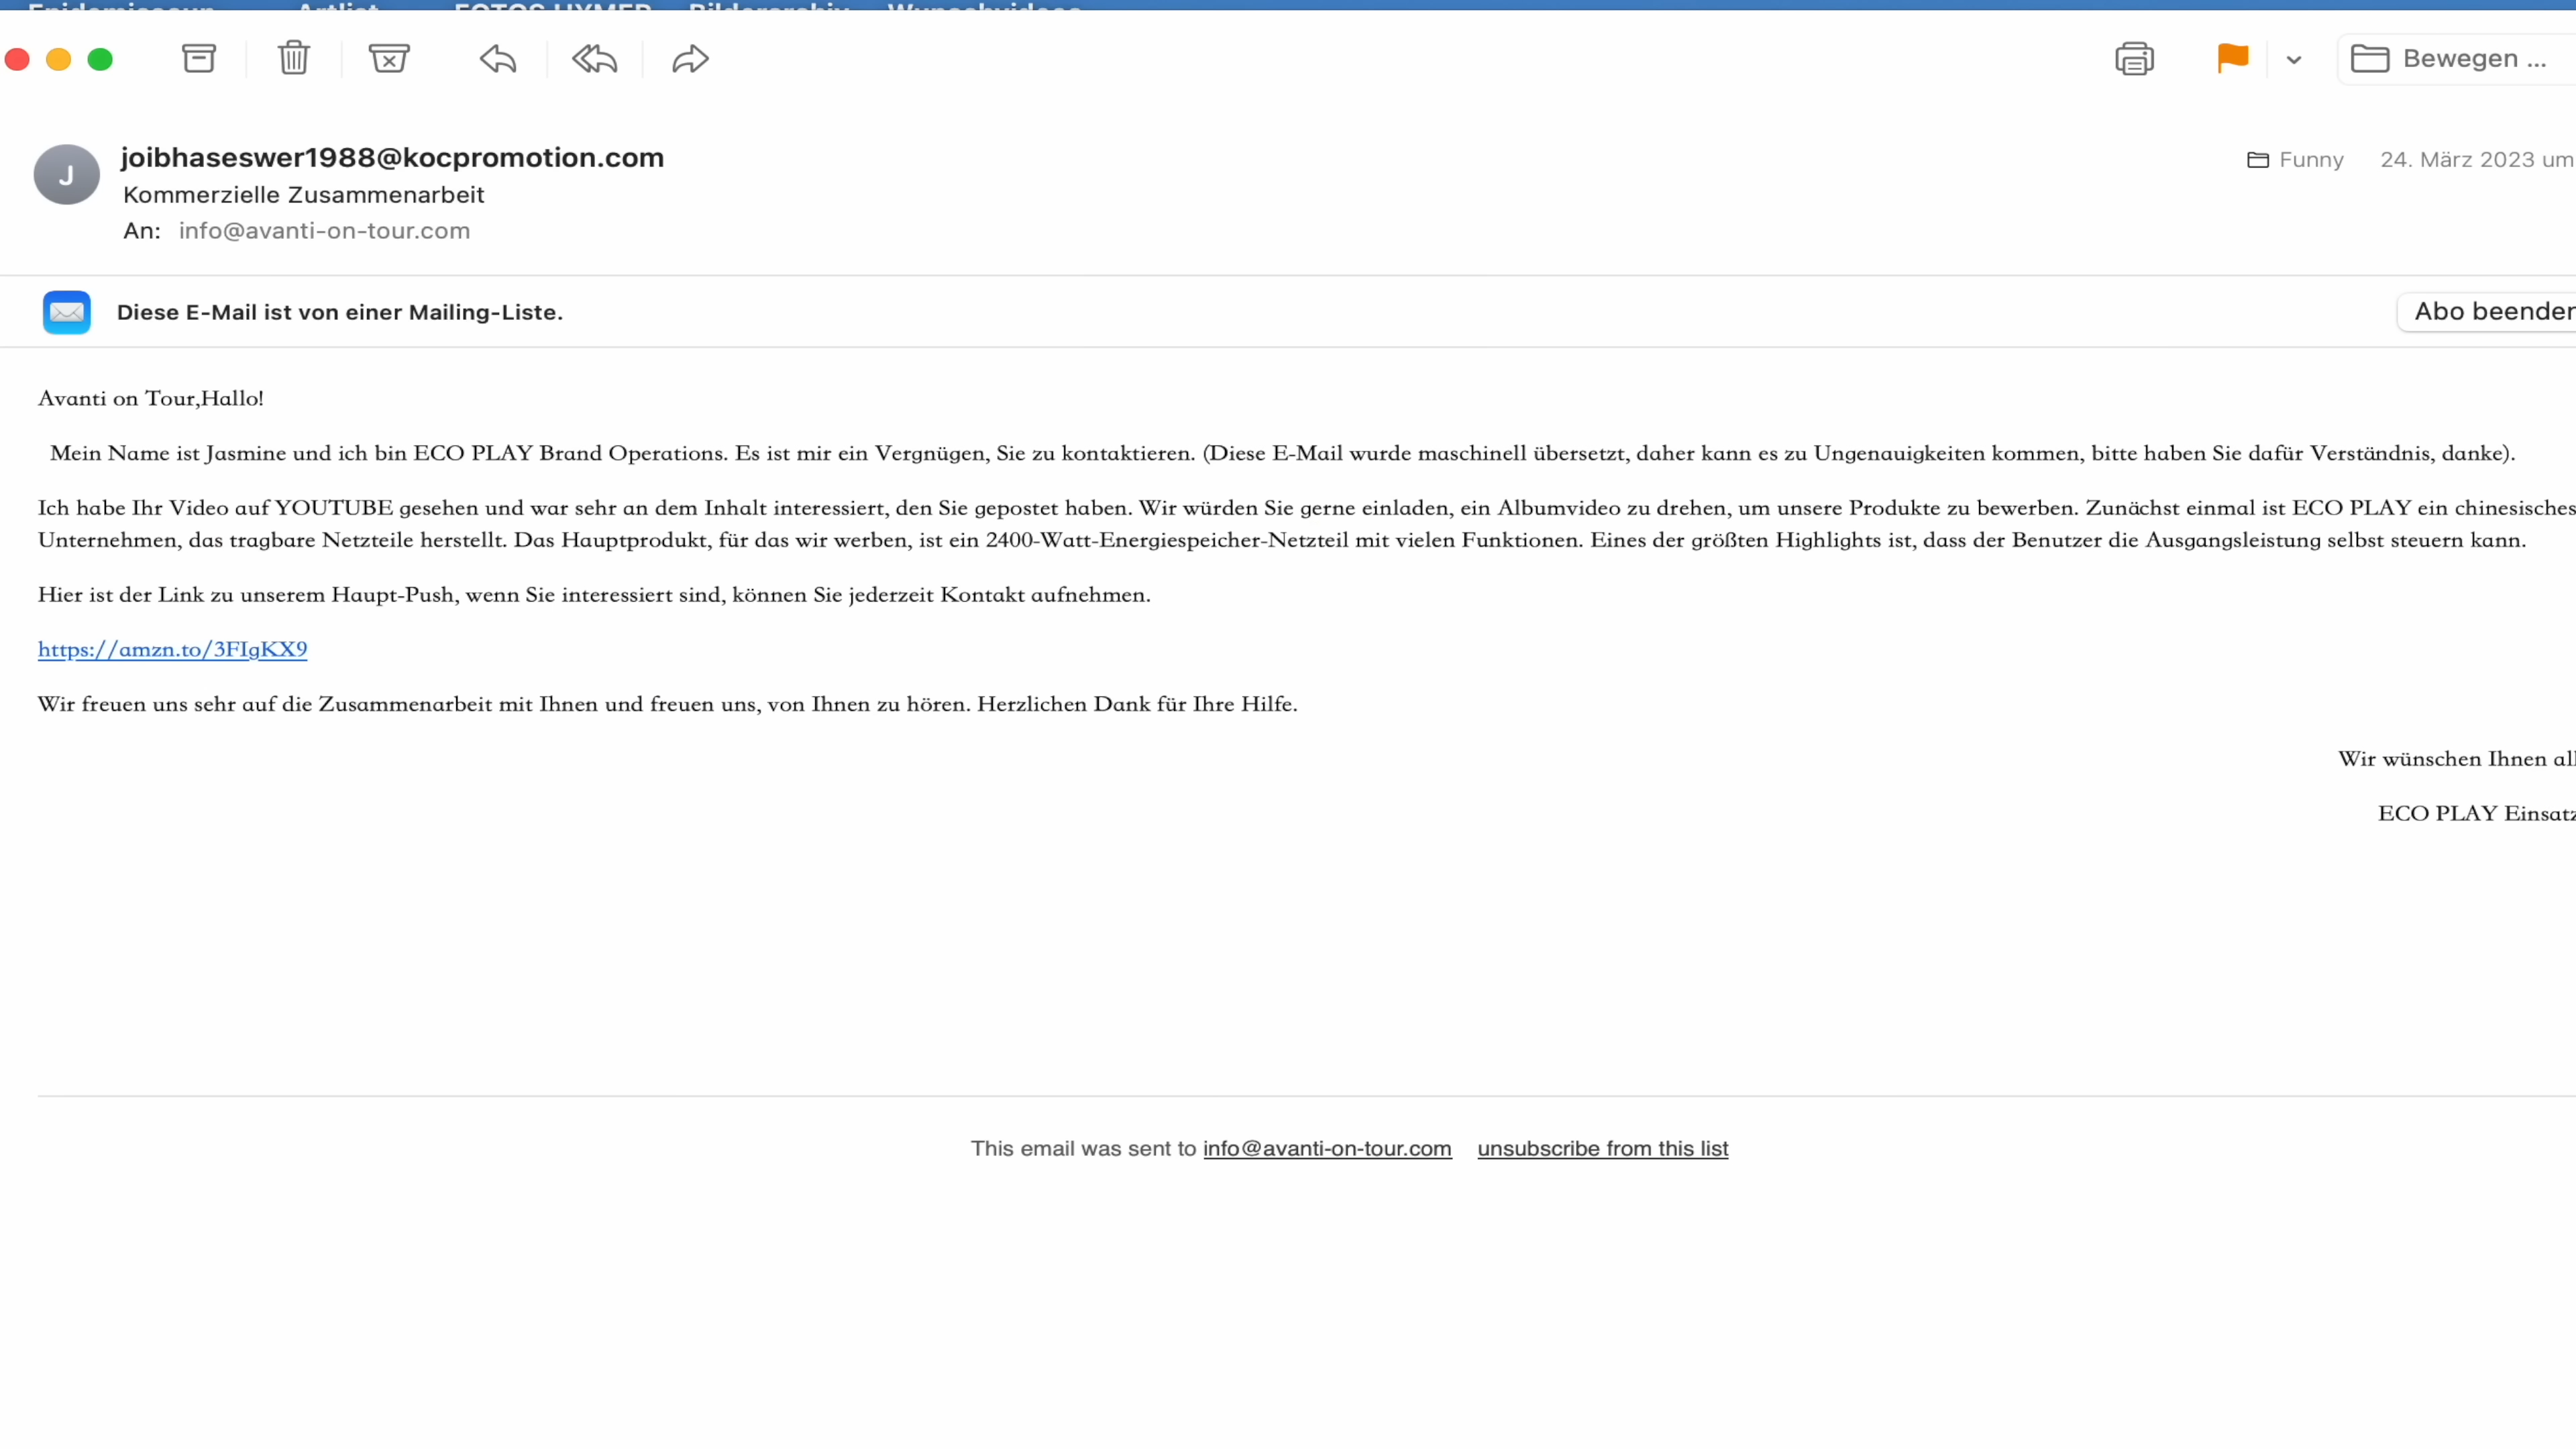 Artlist FOTOS HYMER Bilderarchiv Wunschvideos
Bewegen ...
J
joibhaseswer1988@kocpromotion.com
Funny 24. März 2023 um
Kommerzielle Zusammenarbeit
An: info@avanti-on-tour.com
Diese E-Mail ist von einer Mailing-Liste.
Abo beenden
Avanti on Tour,Hallo!
Mein Name ist Jasmine und ich bin ECO PLAY Brand Operations. Es ist mir ein Vergnügen, Sie zu kontaktieren. (Diese E-Mail wurde maschinell übersetzt, daher kann es zu Ungenauigkeiten kommen, bitte haben Sie dafür Verständnis, danke).
Ich habe Ihr Video auf YOUTUBE gesehen und war sehr an dem Inhalt interessiert, den Sie gepostet haben. Wir würden Sie gerne einladen, ein Albumvideo zu drehen, um unsere Produkte zu bewerben. Zunächst einmal ist ECO PLAY ein chinesisches
Unternehmen, das tragbare Netzteile herstellt. Das Hauptprodukt, für das wir werben, ist ein 2400-Watt-Energiespeicher-Netzteil mit vielen Funktionen. Eines der größten Highlights ist, dass der Benutzer die Ausgangsleistung selbst steuern kann.
Hier ist der Link zu unserem Haupt-Push, wenn Sie interessiert sind, können Sie jederzeit Kontakt aufnehmen.
https://amzn.to/3FIgKX9
Wir freuen uns sehr auf die Zusammenarbeit mit Ihnen und freuen uns, von Ihnen zu hören. Herzlichen Dank für Ihre Hilfe.
Wir wünschen Ihnen all
ECO PLAY Einsatz
This email was sent to info@avanti-on-tour.com unsubscribe from this list